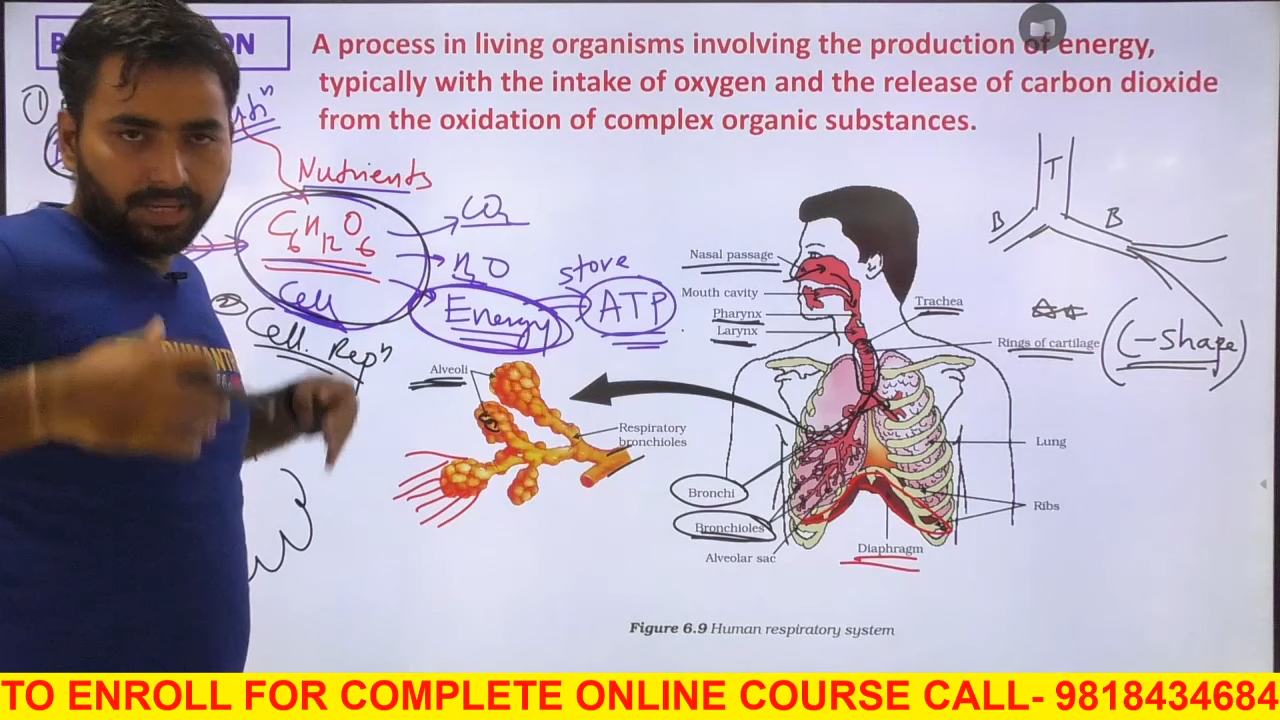 A process in living organisms involving the production of energy,
typically with the intake of oxygen and the release of carbon dioxide
from the oxidation of complex organic substances.
①
Nutrients
C6H12O6
Cell
CO2
H2O
Energy
store
ATP
② Cell. Repⁿ
T
B
B
Nasal passage
Mouth cavity
Pharynx
Larynx
Trachea
Rings of cartilage
(C-shape)
Alveoli
Respiratory
bronchioles
Lung
Bronchi
Bronchioles
Alveolar sac
Ribs
Diaphragm
Figure 6.9 Human respiratory system
TO ENROLL FOR COMPLETE ONLINE COURSE CALL- 9818434684